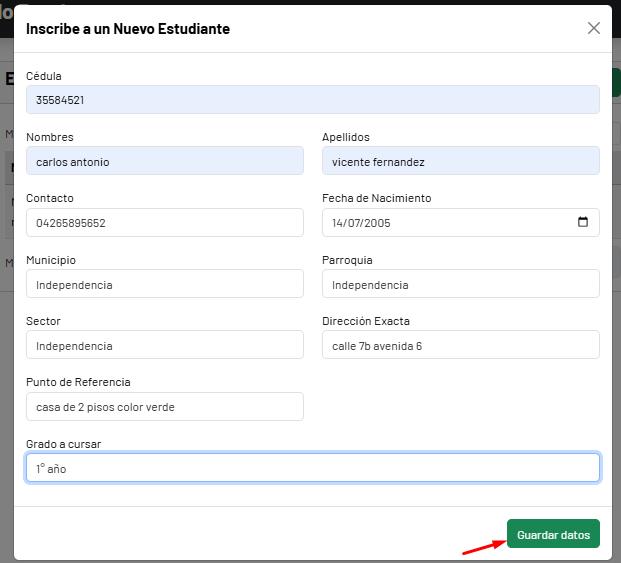 Inscribe a un Nuevo Estudiante
Cédula
35584521
Nombres Apellidos
carlos antonio vicente fernandez
Contacto Fecha de Nacimiento
04265895652 14/07/2005
Municipio Parroquia
Independencia Independencia
Sector Dirección Exacta
Independencia calle 7b avenida 6
Punto de Referencia
casa de 2 pisos color verde
Grado a cursar
1° año
Guardar datos